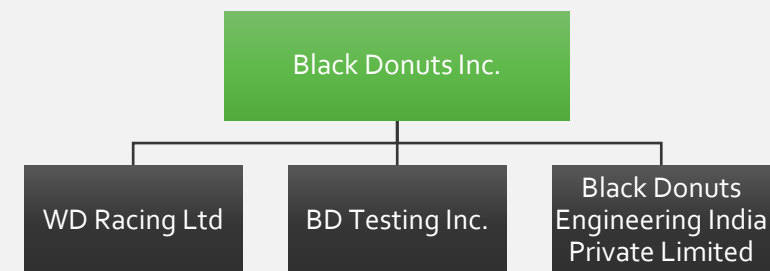 Black Donuts Inc.
WD Racing Ltd
BD Testing Inc.
Black Donuts
Engineering India
Private Limited